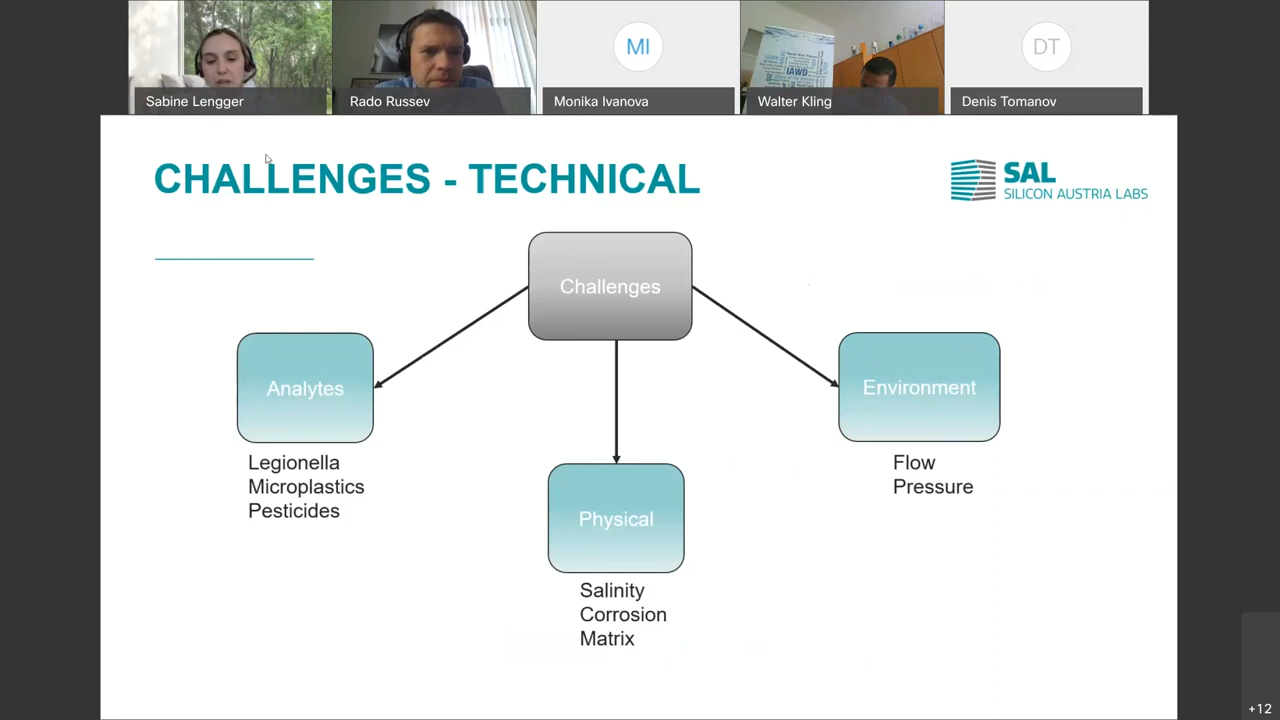 Sabine Lengger
Rado Russev
MI
Monika Ivanova
IAWD
Walter Kling
DT
Denis Tomanov
CHALLENGES - TECHNICAL
SAL
SILICON AUSTRIA LABS
Challenges
Analytes
Environment
Legionella
Microplastics
Pesticides
Flow
Pressure
Physical
Salinity
Corrosion
Matrix
+12